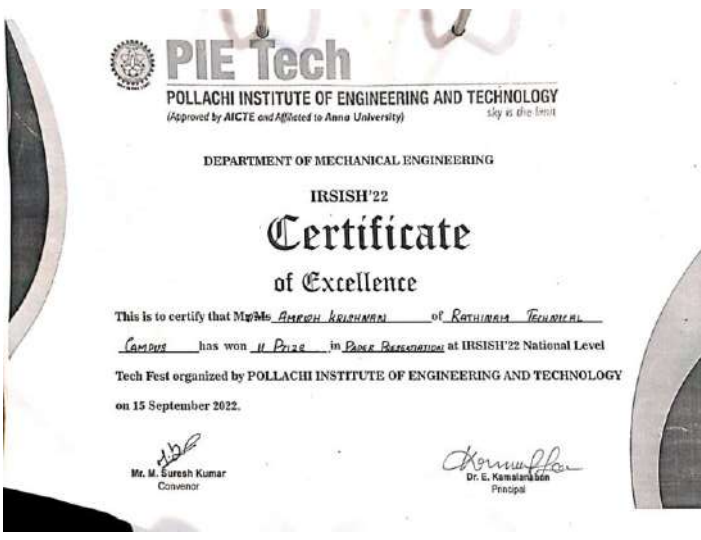 PIE Tech
POLLACHI INSTITUTE OF ENGINEERING AND TECHNOLOGY
(Approved by AICTE and Affiliated to Anna University) sky is the limit
DEPARTMENT OF MECHANICAL ENGINEERING
IRSISH'22
Certificate
of Excellence
This is to certify that Mr/Ms KRISHNAN of RATHINAM TECHNICAL
CAMPUS has won II PRIZE in PAPER PRESENTATION at IRSISH'22 National Level
Tech Fest organized by POLLACHI INSTITUTE OF ENGINEERING AND TECHNOLOGY
on 15 September 2022.
Mr. M. Suresh Kumar
Convenor
Dr. E. Kamalanaban
Principal